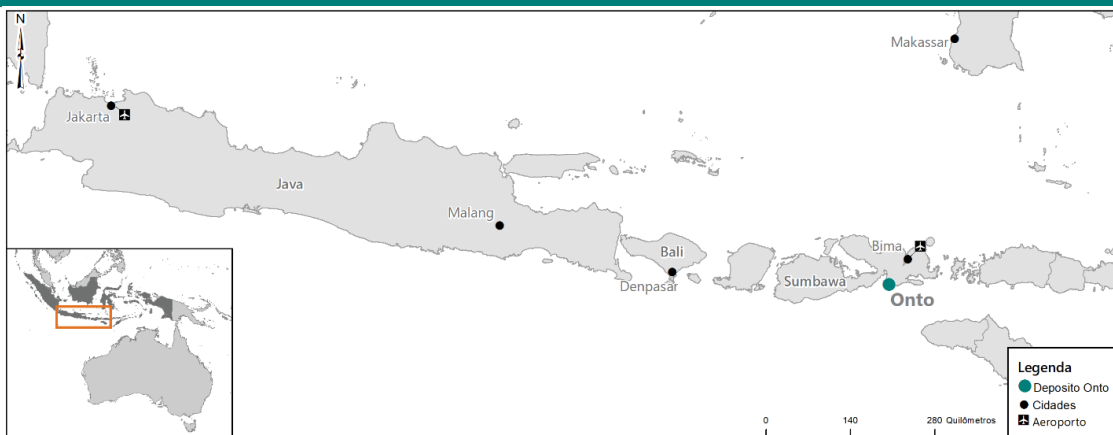 N
Makassar
Jakarta
Java
Malang
Bali
Bima
Denpasar
Sumbawa
Onto
Legenda
Deposito Onto
Cidades
Aeroporto
0 140 280 Quilômetros